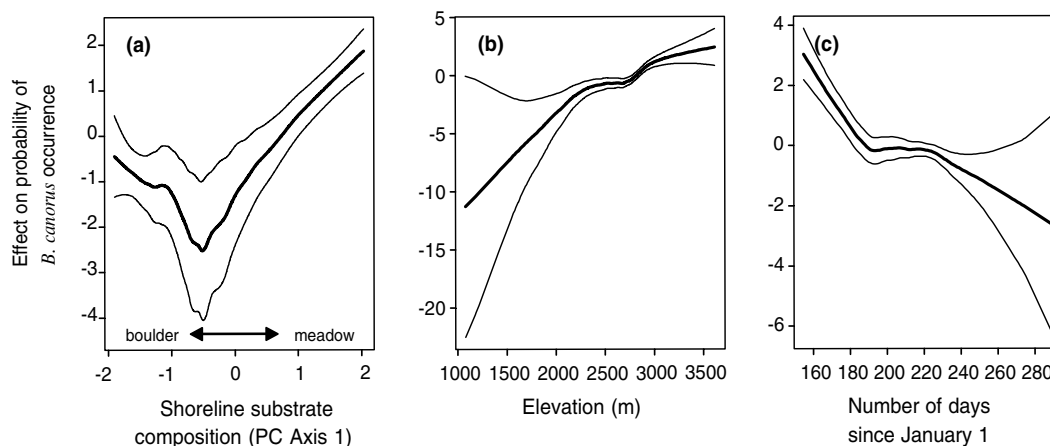 Effect on probability of
B. canorus occurrence
(a)
2
1
0
-1
-2
-3
-4
boulder meadow
-2 -1 0 1 2
Shoreline substrate
composition (PC Axis 1)
(b)
5
0
-5
-10
-15
-20
1000 1500 2000 2500 3000 3500
Elevation (m)
(c)
4
2
0
-2
-4
-6
160 180 200 220 240 260 280
Number of days
since January 1